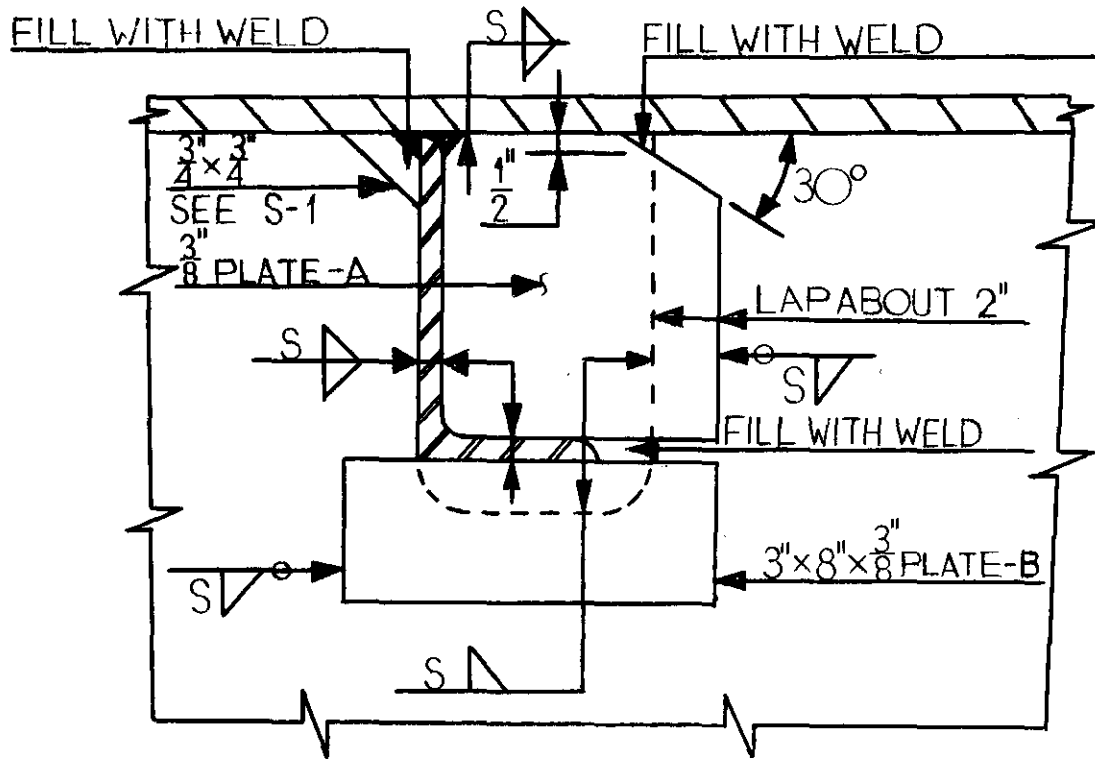 FILL WITH WELD
S
FILL WITH WELD
3/4" × 3/4"
SEE S-1
1/2"
30°
3/8" PLATE-A
LAP ABOUT 2"
S
S
FILL WITH WELD
3" × 8" × 3/8" PLATE-B
S
S